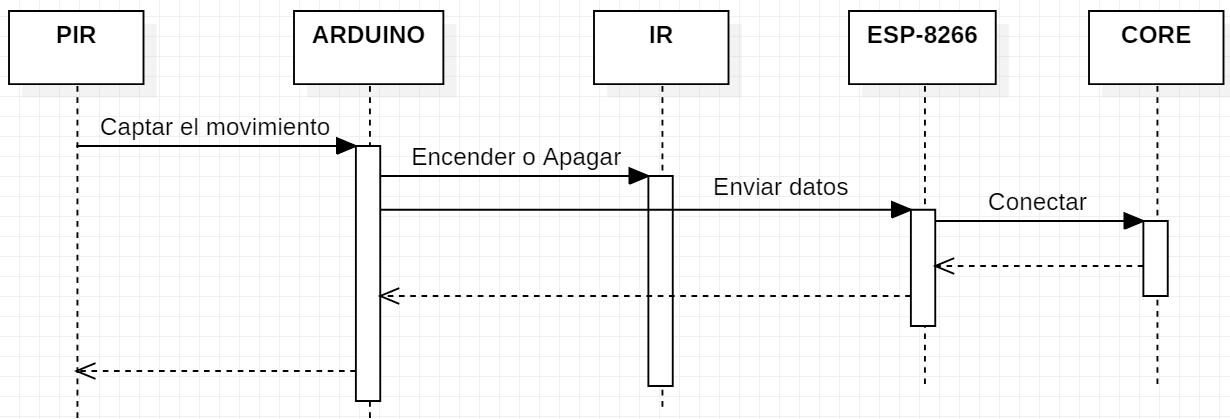 PIR
ARDUINO
IR
ESP-8266
CORE
Captar el movimiento
Encender o Apagar
Enviar datos
Conectar